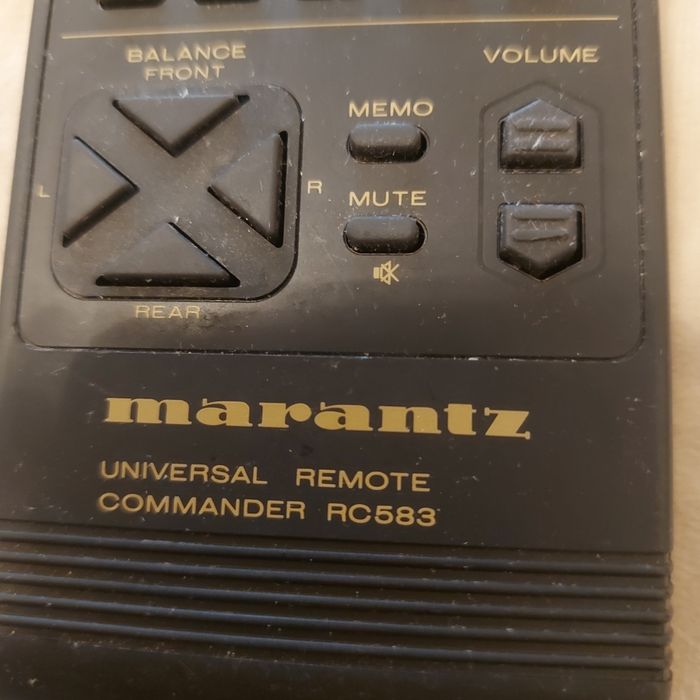 BALANCE
FRONT
VOLUME
MEMO
L
R
MUTE
REAR
marantz
UNIVERSAL REMOTE
COMMANDER RC583